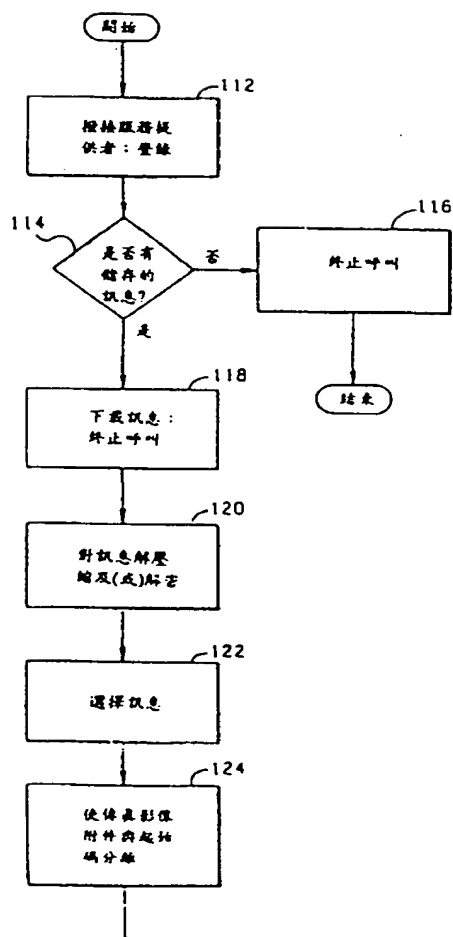 開始
112
撥接服務提
供者：登錄
114
是否有
儲存的
訊息？
否
116
終止呼叫
是
結束
118
下載訊息：
終止呼叫
120
對訊息解壓
縮及(或)解密
122
選擇訊息
124
使傳真影像
附件與起始
碼分離